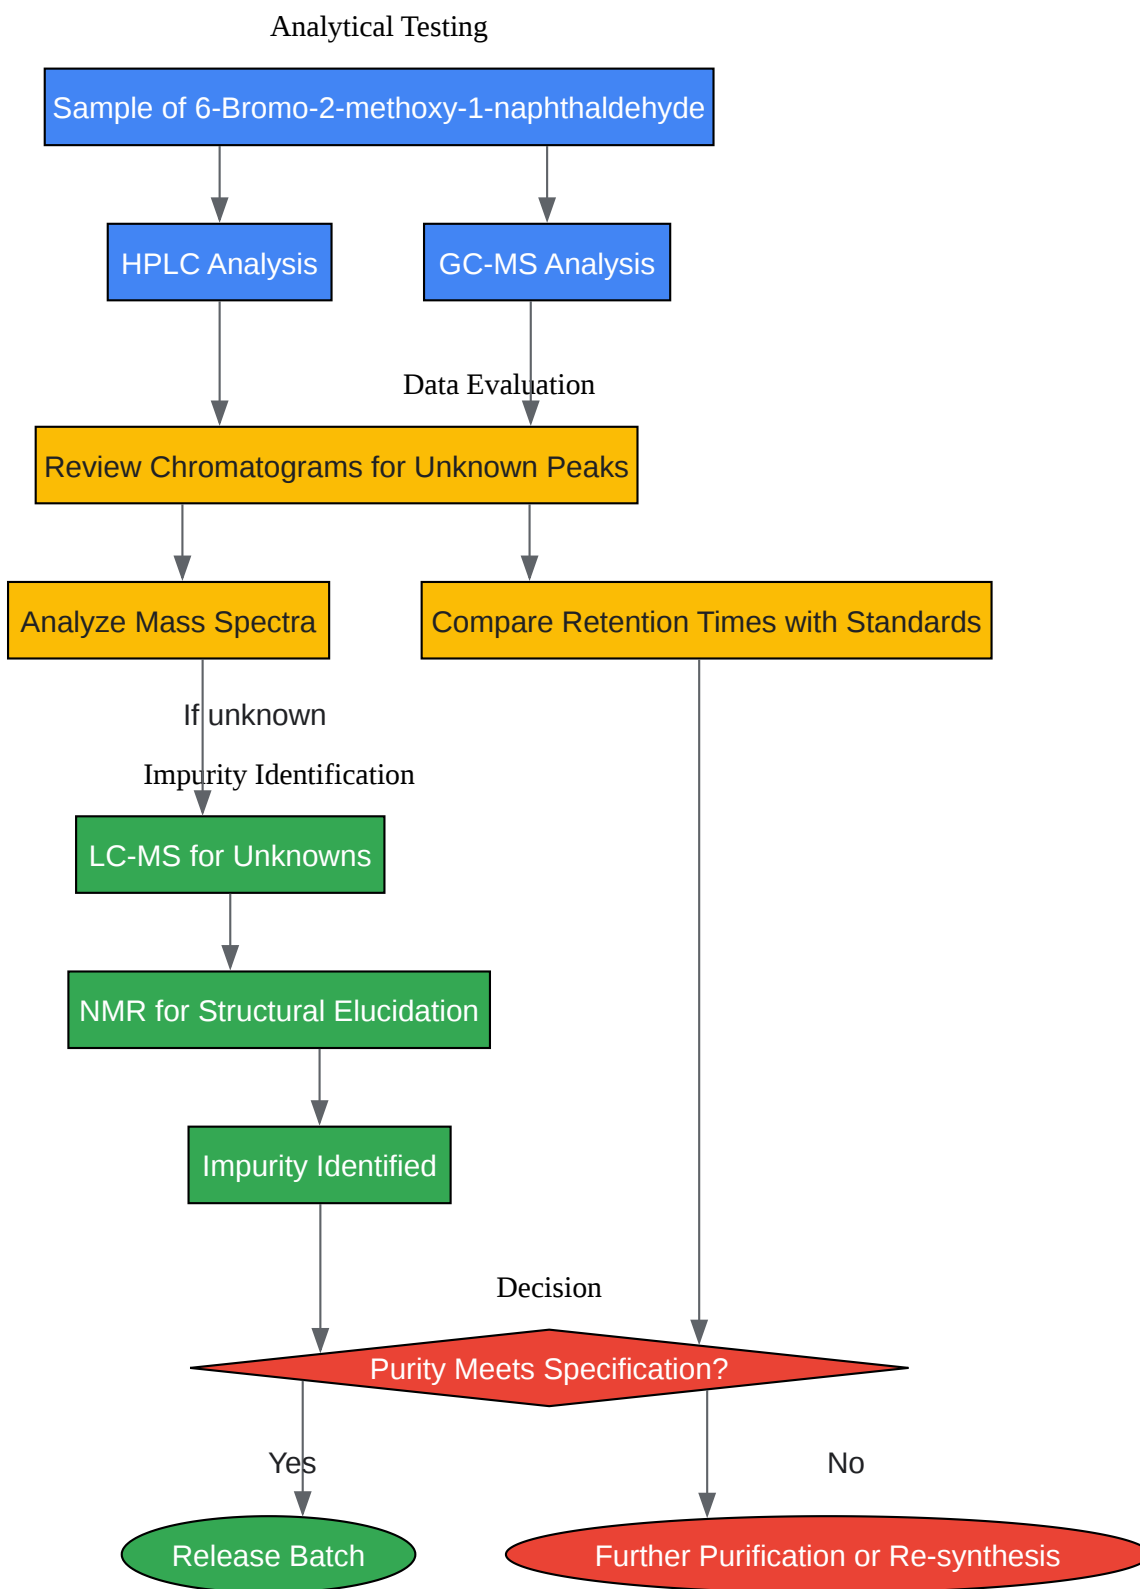 Analytical Testing
Sample of 6-Bromo-2-methoxy-1-naphthaldehyde
HPLC Analysis
GC-MS Analysis
Data Evaluation
Review Chromatograms for Unknown Peaks
Analyze Mass Spectra
Compare Retention Times with Standards
If unknown
Impurity Identification
LC-MS for Unknowns
NMR for Structural Elucidation
Impurity Identified
Decision
Purity Meets Specification?
Yes
No
Release Batch
Further Purification or Re-synthesis